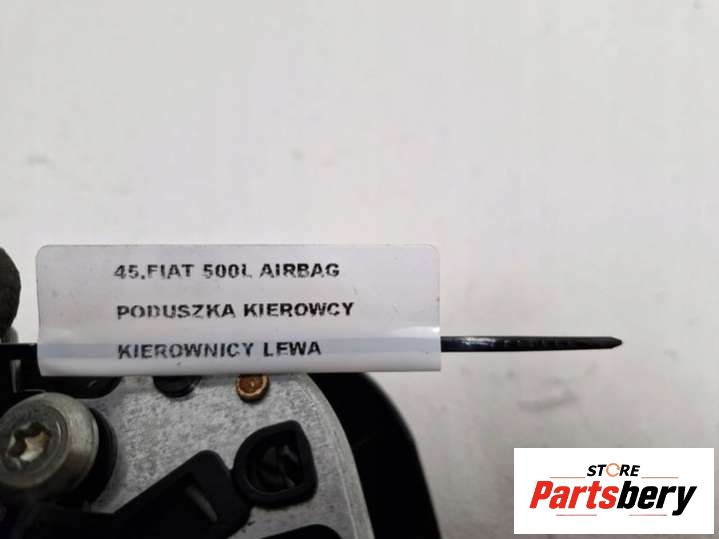 45.FIAT 500L AIRBAG
PODUSZKA KIEROWCY
KIEROWNICY LEWA
STORE
Partsbery